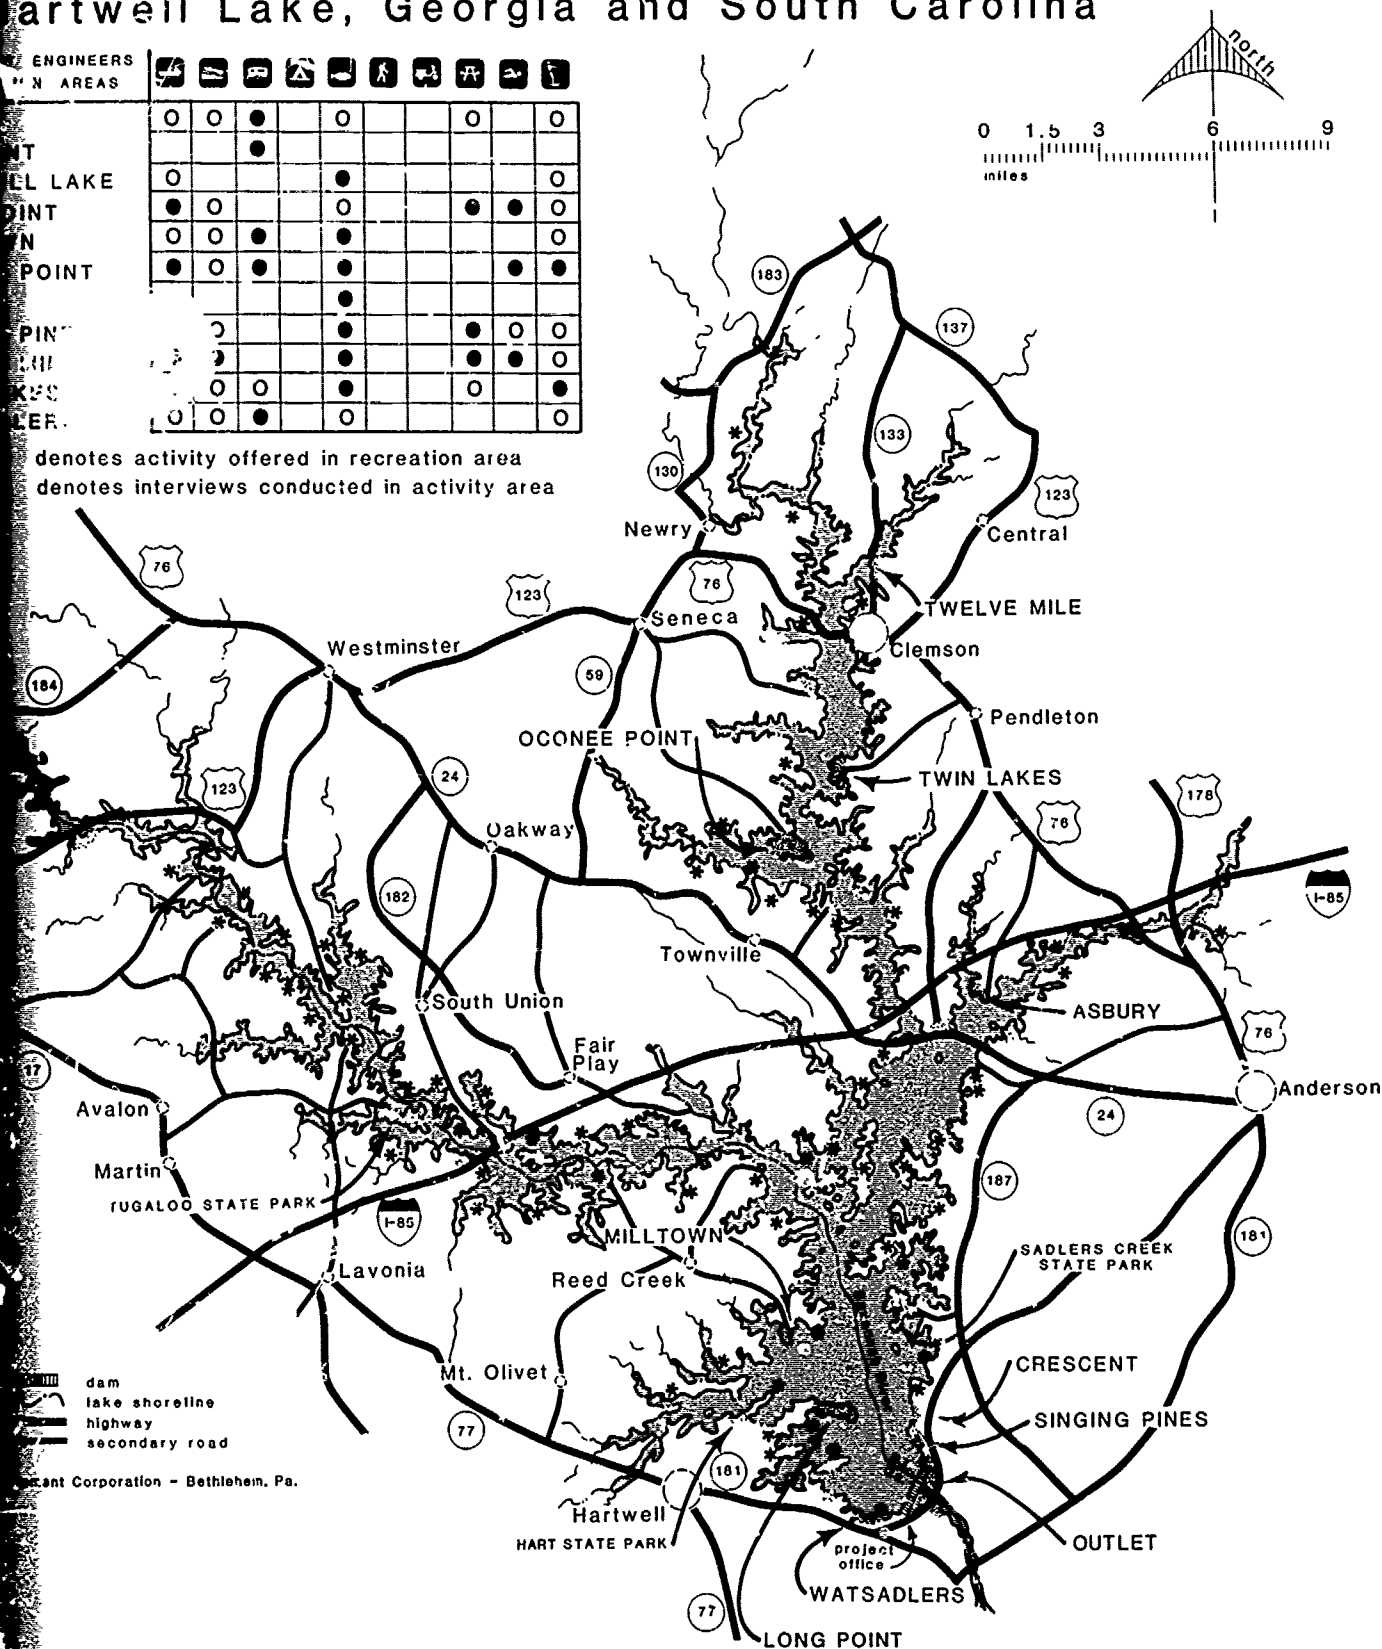 artwell Lake, Georgia and South Carolina
ENGINEERS
AREAS
LL LAKE
OINT
POINT
denotes activity offered in recreation area
denotes interviews conducted in activity area
north
0 1.5 3 6 9
miles
183
137
133
130
123
Newry
Central
76
76
123
Seneca
TWELVE MILE
Westminster
Clemson
184
59
Pendleton
OCONEE POINT
TWIN LAKES
24
123
178
76
Oakway
I-85
182
Townville
South Union
ASBURY
76
Fair
Play
17
Anderson
Avalon
24
Martin
187
TUGALOO STATE PARK
I-85
181
MILLTOWN
SADLERS CREEK
STATE PARK
Lavonia
Reed Creek
Mt. Olivet
CRESCENT
dam
lake shoreline
highway
secondary road
SINGING PINES
77
181
ant Corporation - Bethlehem, Pa.
Hartwell
HART STATE PARK
project
office
OUTLET
WATSADLERS
77
LONG POINT